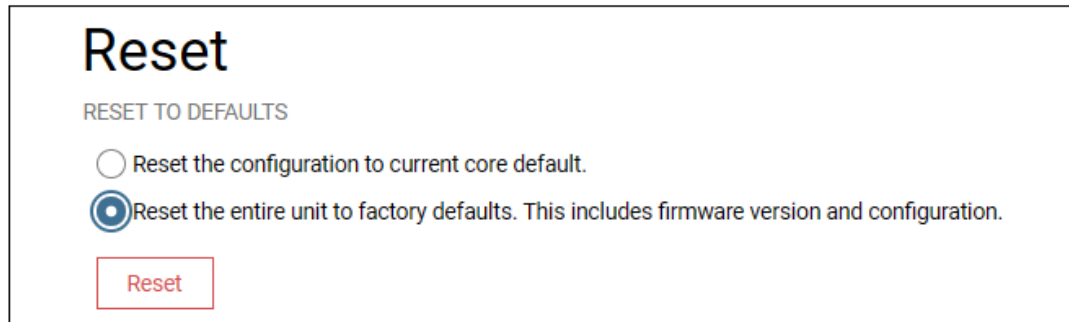 Reset
RESET TO DEFAULTS
Reset the configuration to current core default.
Reset the entire unit to factory defaults. This includes firmware version and configuration.
Reset